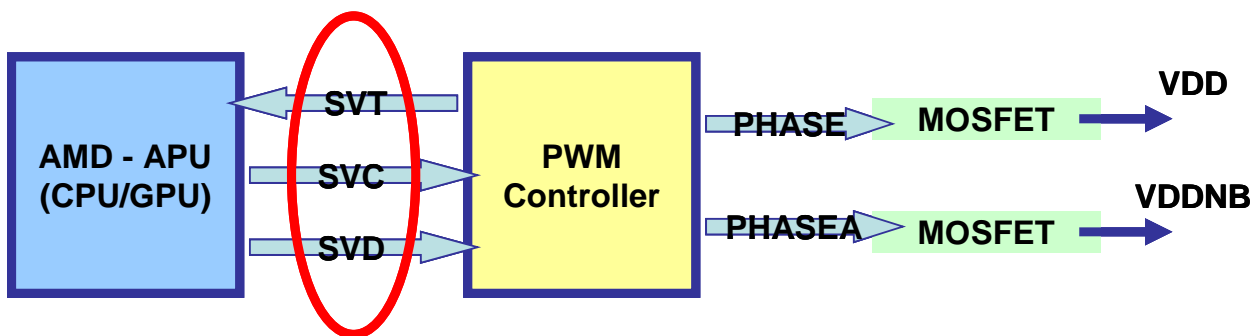 AMD - APU
(CPU/GPU)
SVT
SVC
SVD
PWM
Controller
PHASE
PHASEA
MOSFET
MOSFET
VDD
VDDNB